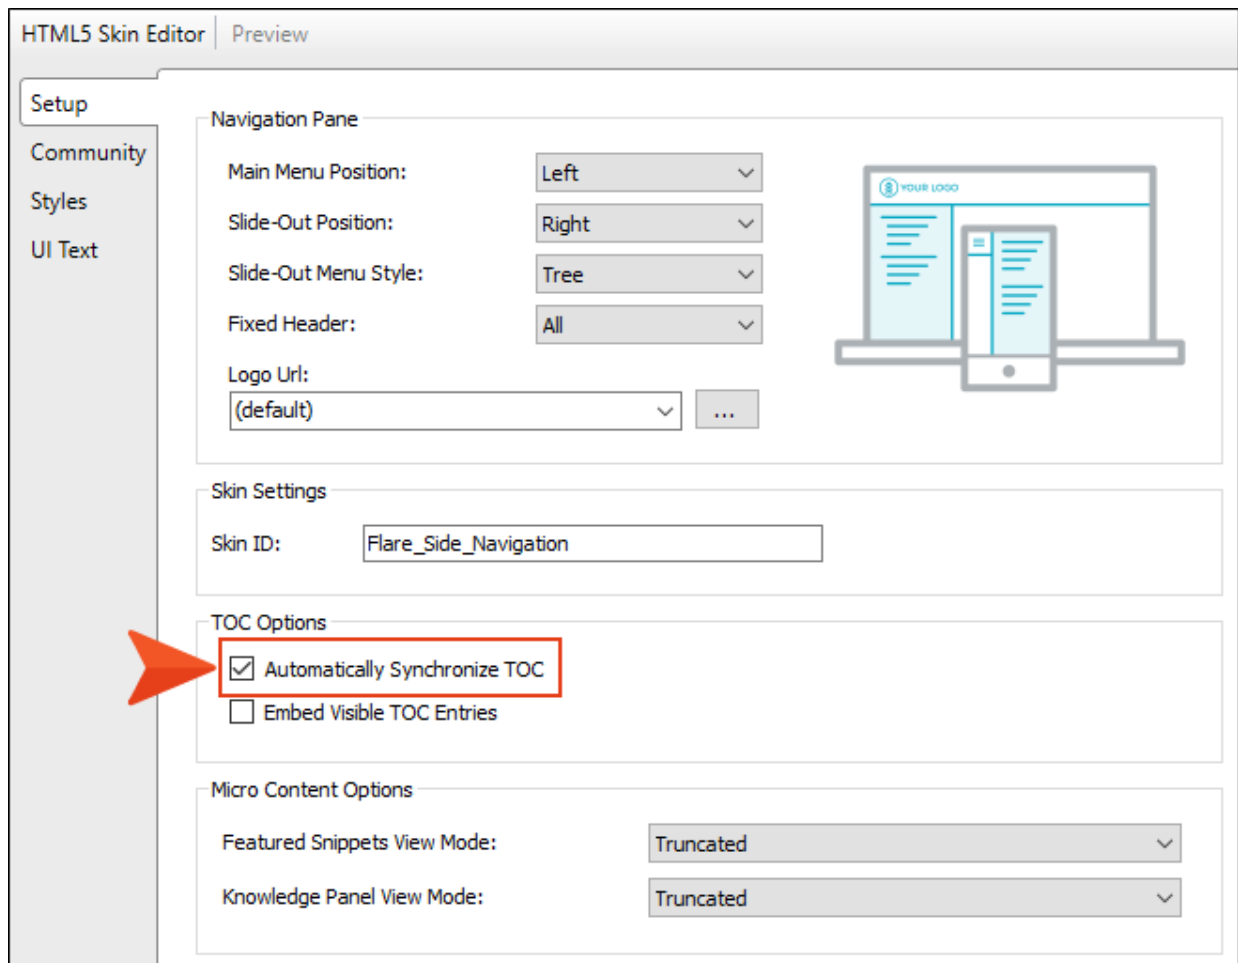 HTML5 Skin Editor Preview
Setup
Community
Styles
UI Text
Navigation Pane
Main Menu Position: Left
Slide-Out Position: Right
Slide-Out Menu Style: Tree
Fixed Header: All
Logo Url:
(default) ...
YOUR LOGO
Skin Settings
Skin ID: Flare_Side_Navigation
TOC Options
Automatically Synchronize TOC
Embed Visible TOC Entries
Micro Content Options
Featured Snippets View Mode: Truncated
Knowledge Panel View Mode: Truncated